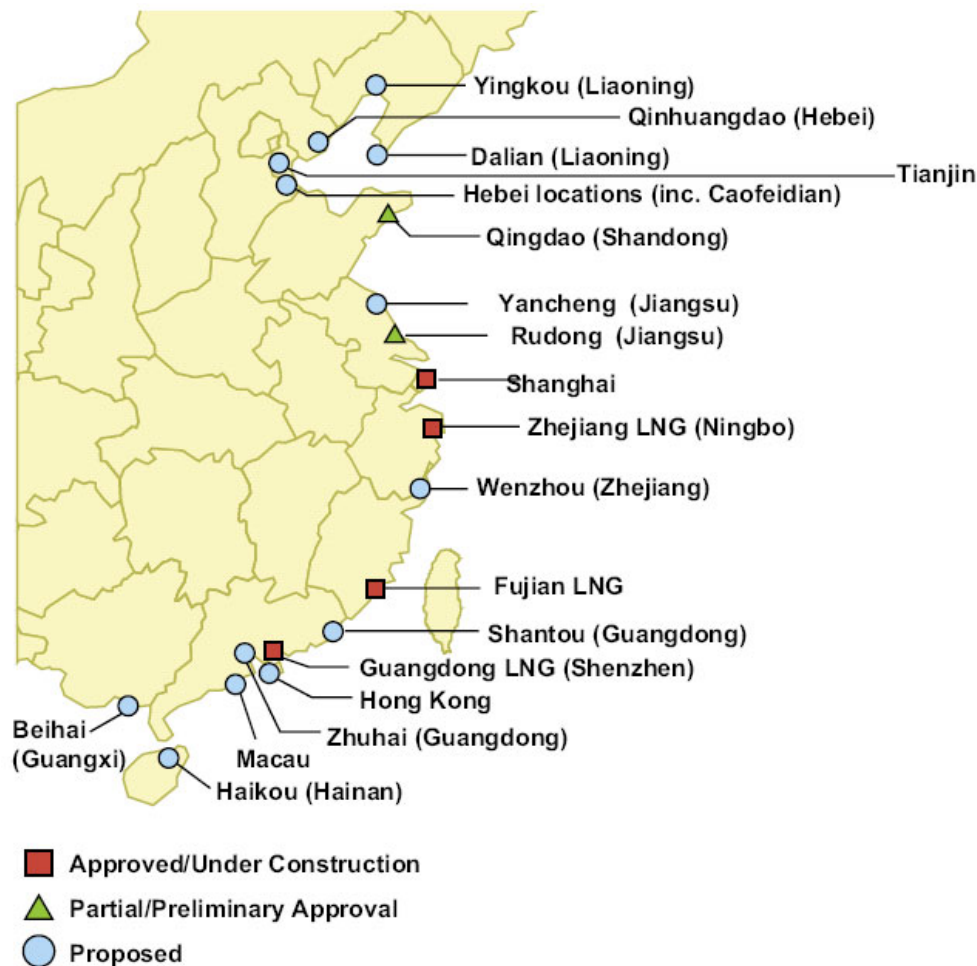 Yingkou (Liaoning)
Qinhuangdao (Hebei)
Dalian (Liaoning)
Tianjin
Hebei locations (inc. Caofeidian)
Qingdao (Shandong)
Yancheng (Jiangsu)
Rudong (Jiangsu)
Shanghai
Zhejiang LNG (Ningbo)
Wenzhou (Zhejiang)
Fujian LNG
Shantou (Guangdong)
Guangdong LNG (Shenzhen)
Hong Kong
Beihai
(Guangxi)
Zhuhai (Guangdong)
Macau
Haikou (Hainan)
Approved/Under Construction
Partial/Preliminary Approval
Proposed